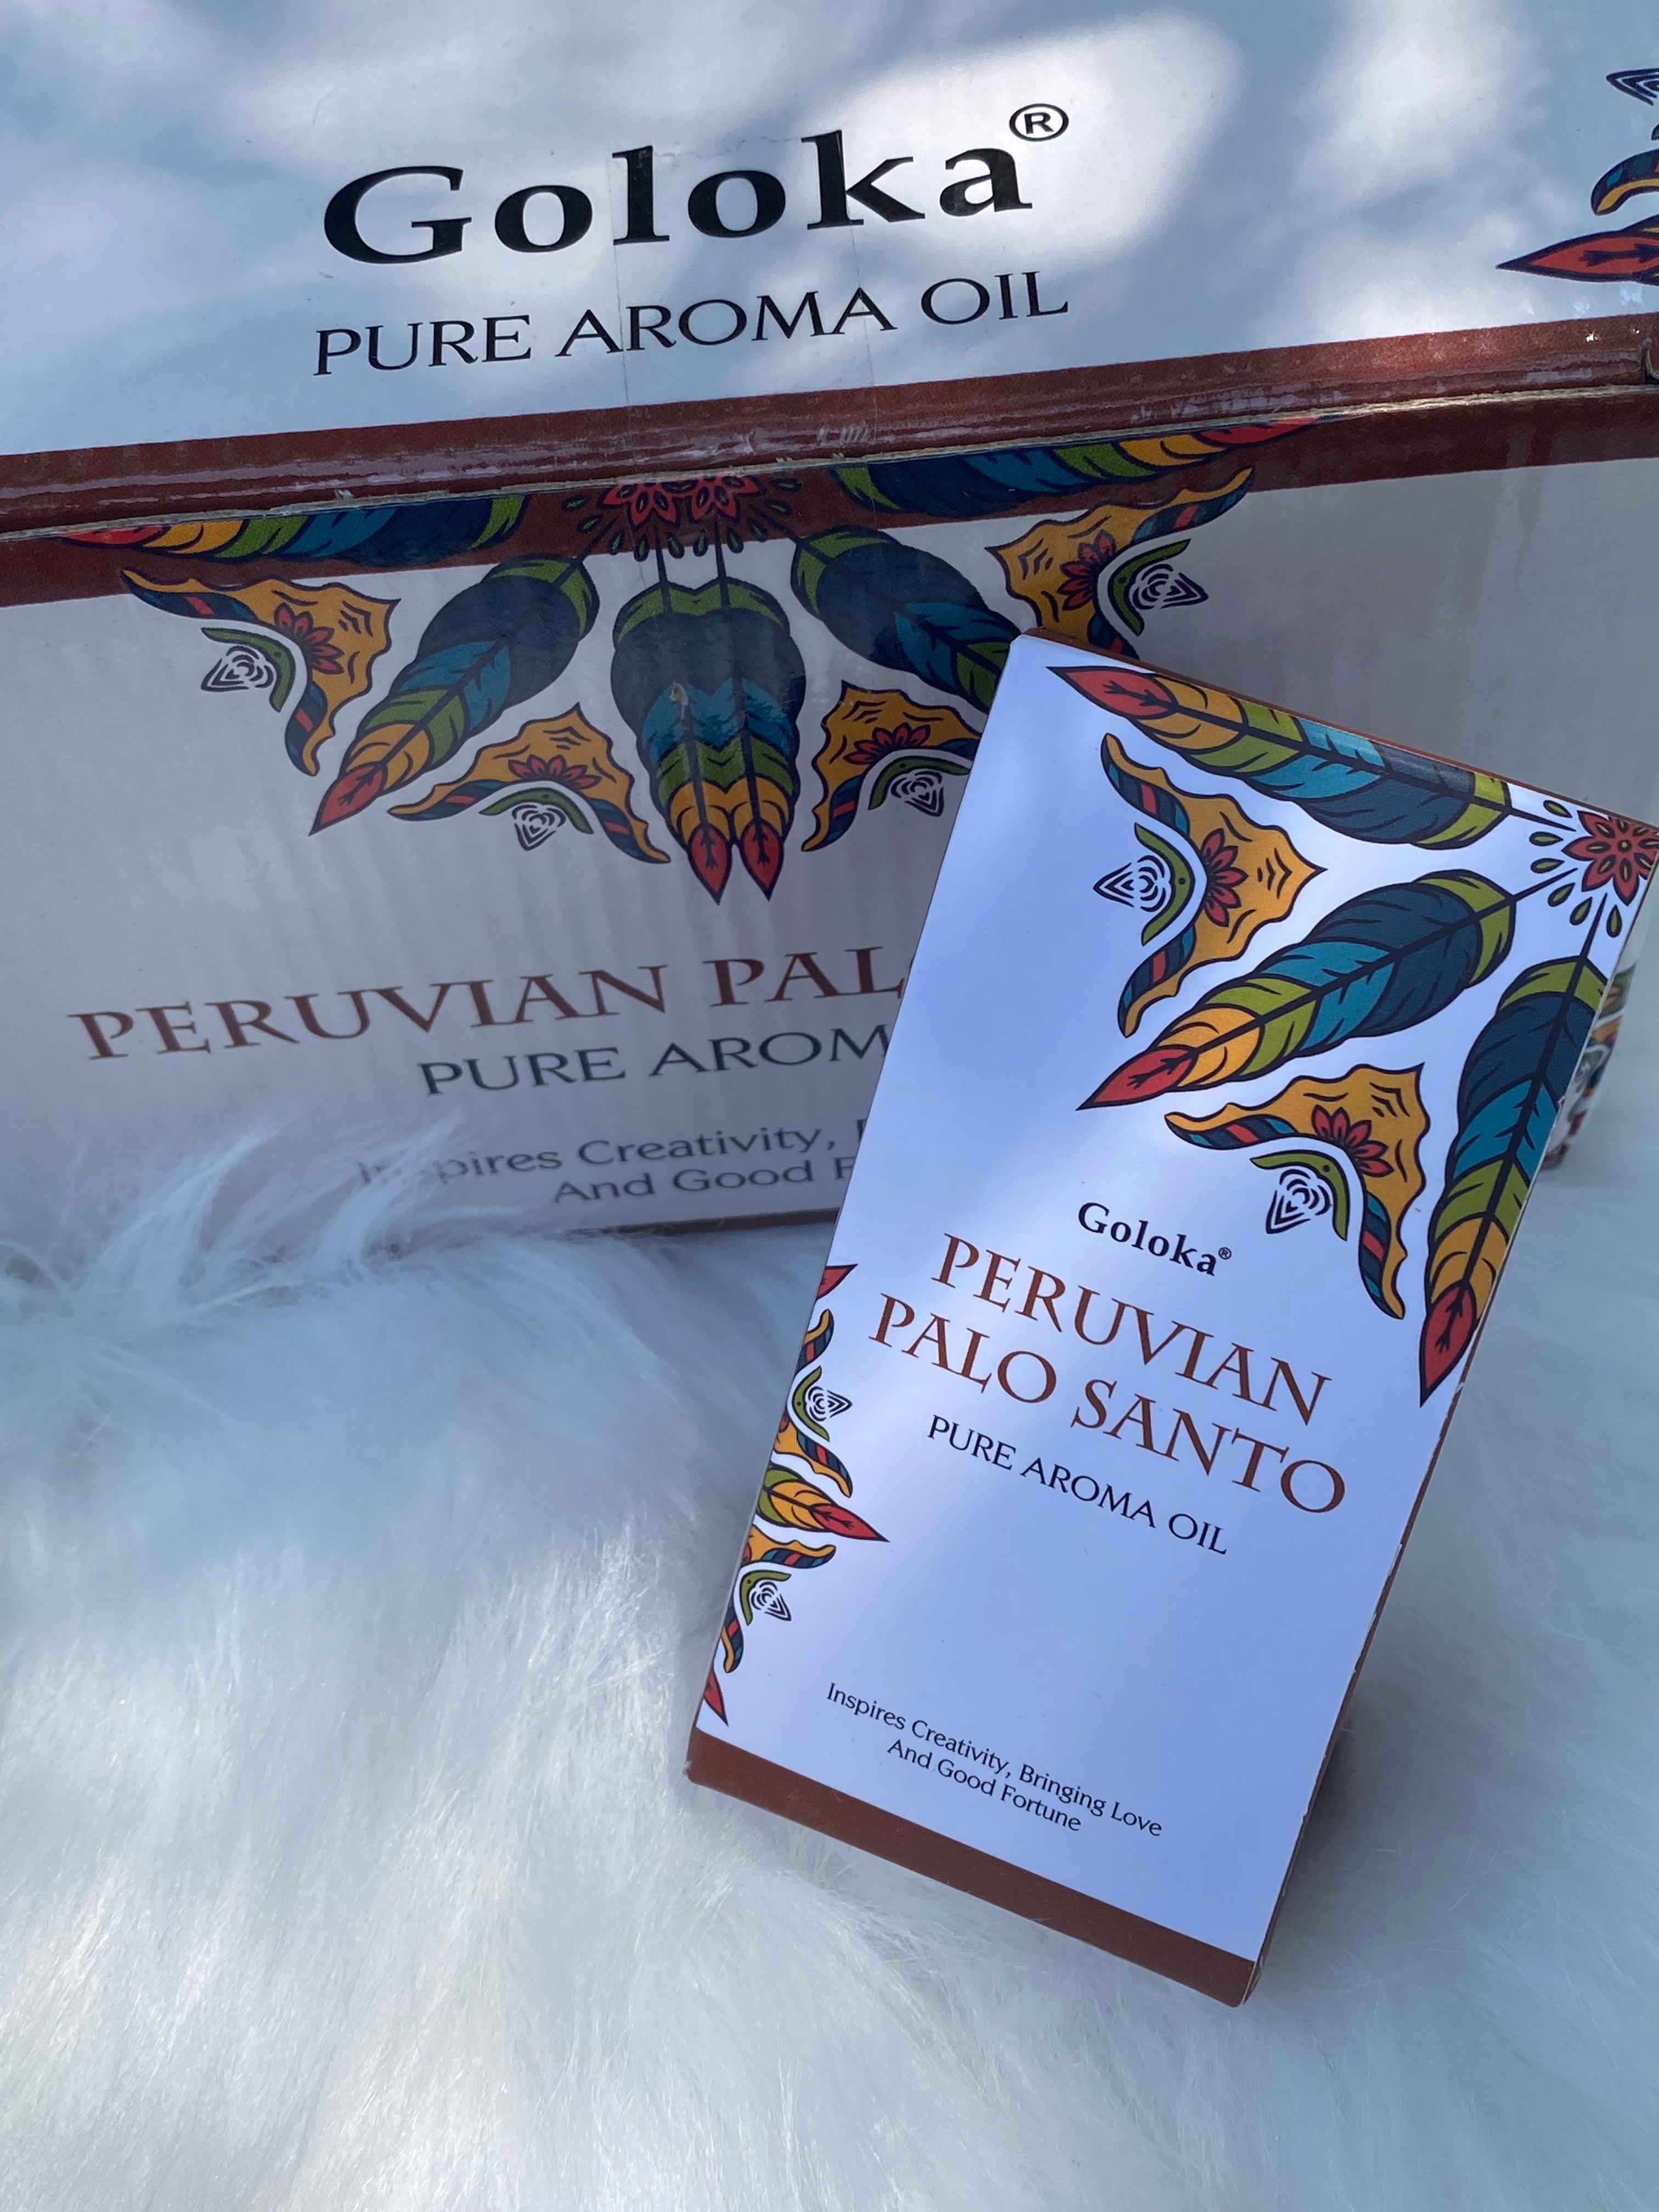 Goloka®
PURE AROMA OIL
PERUVIAN PAL
PURE AROM
Inspires Creativity,
And Good F
Goloka®
PERUVIAN
PALO SANTO
PURE AROMA OIL
Inspires Creativity, Bringing Love
And Good Fortune